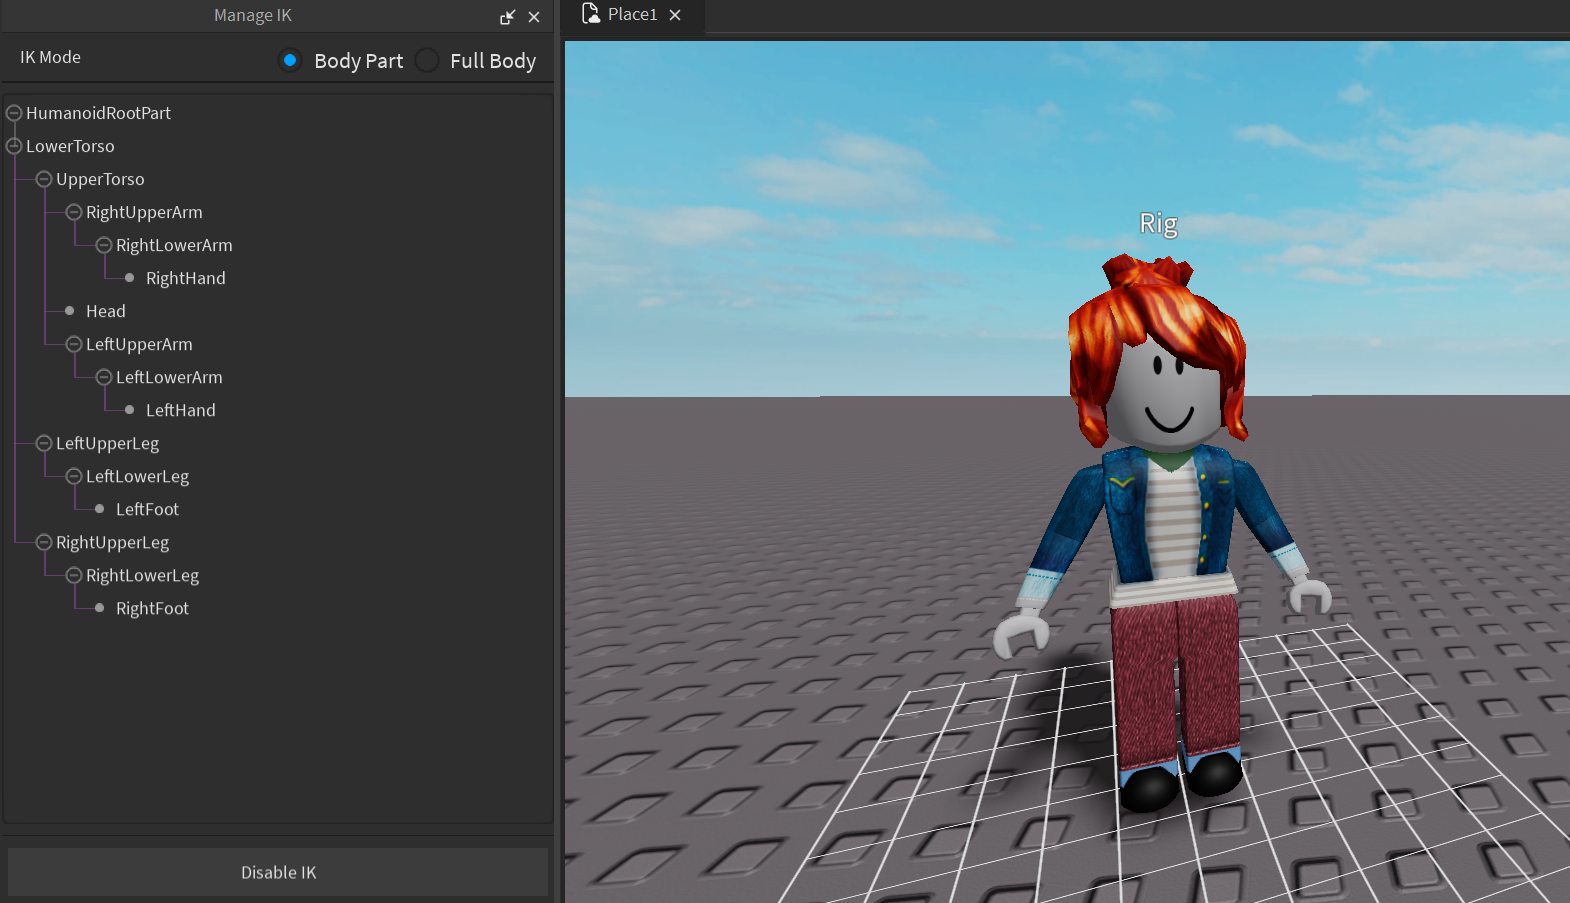 Manage IK
IK Mode
Body Part
Full Body
HumanoidRootPart
LowerTorso
UpperTorso
RightUpperArm
RightLowerArm
RightHand
Head
LeftUpperArm
LeftLowerArm
LeftHand
LeftUpperLeg
LeftLowerLeg
LeftFoot
RightUpperLeg
RightLowerLeg
RightFoot
Disable IK
Place1
Rig